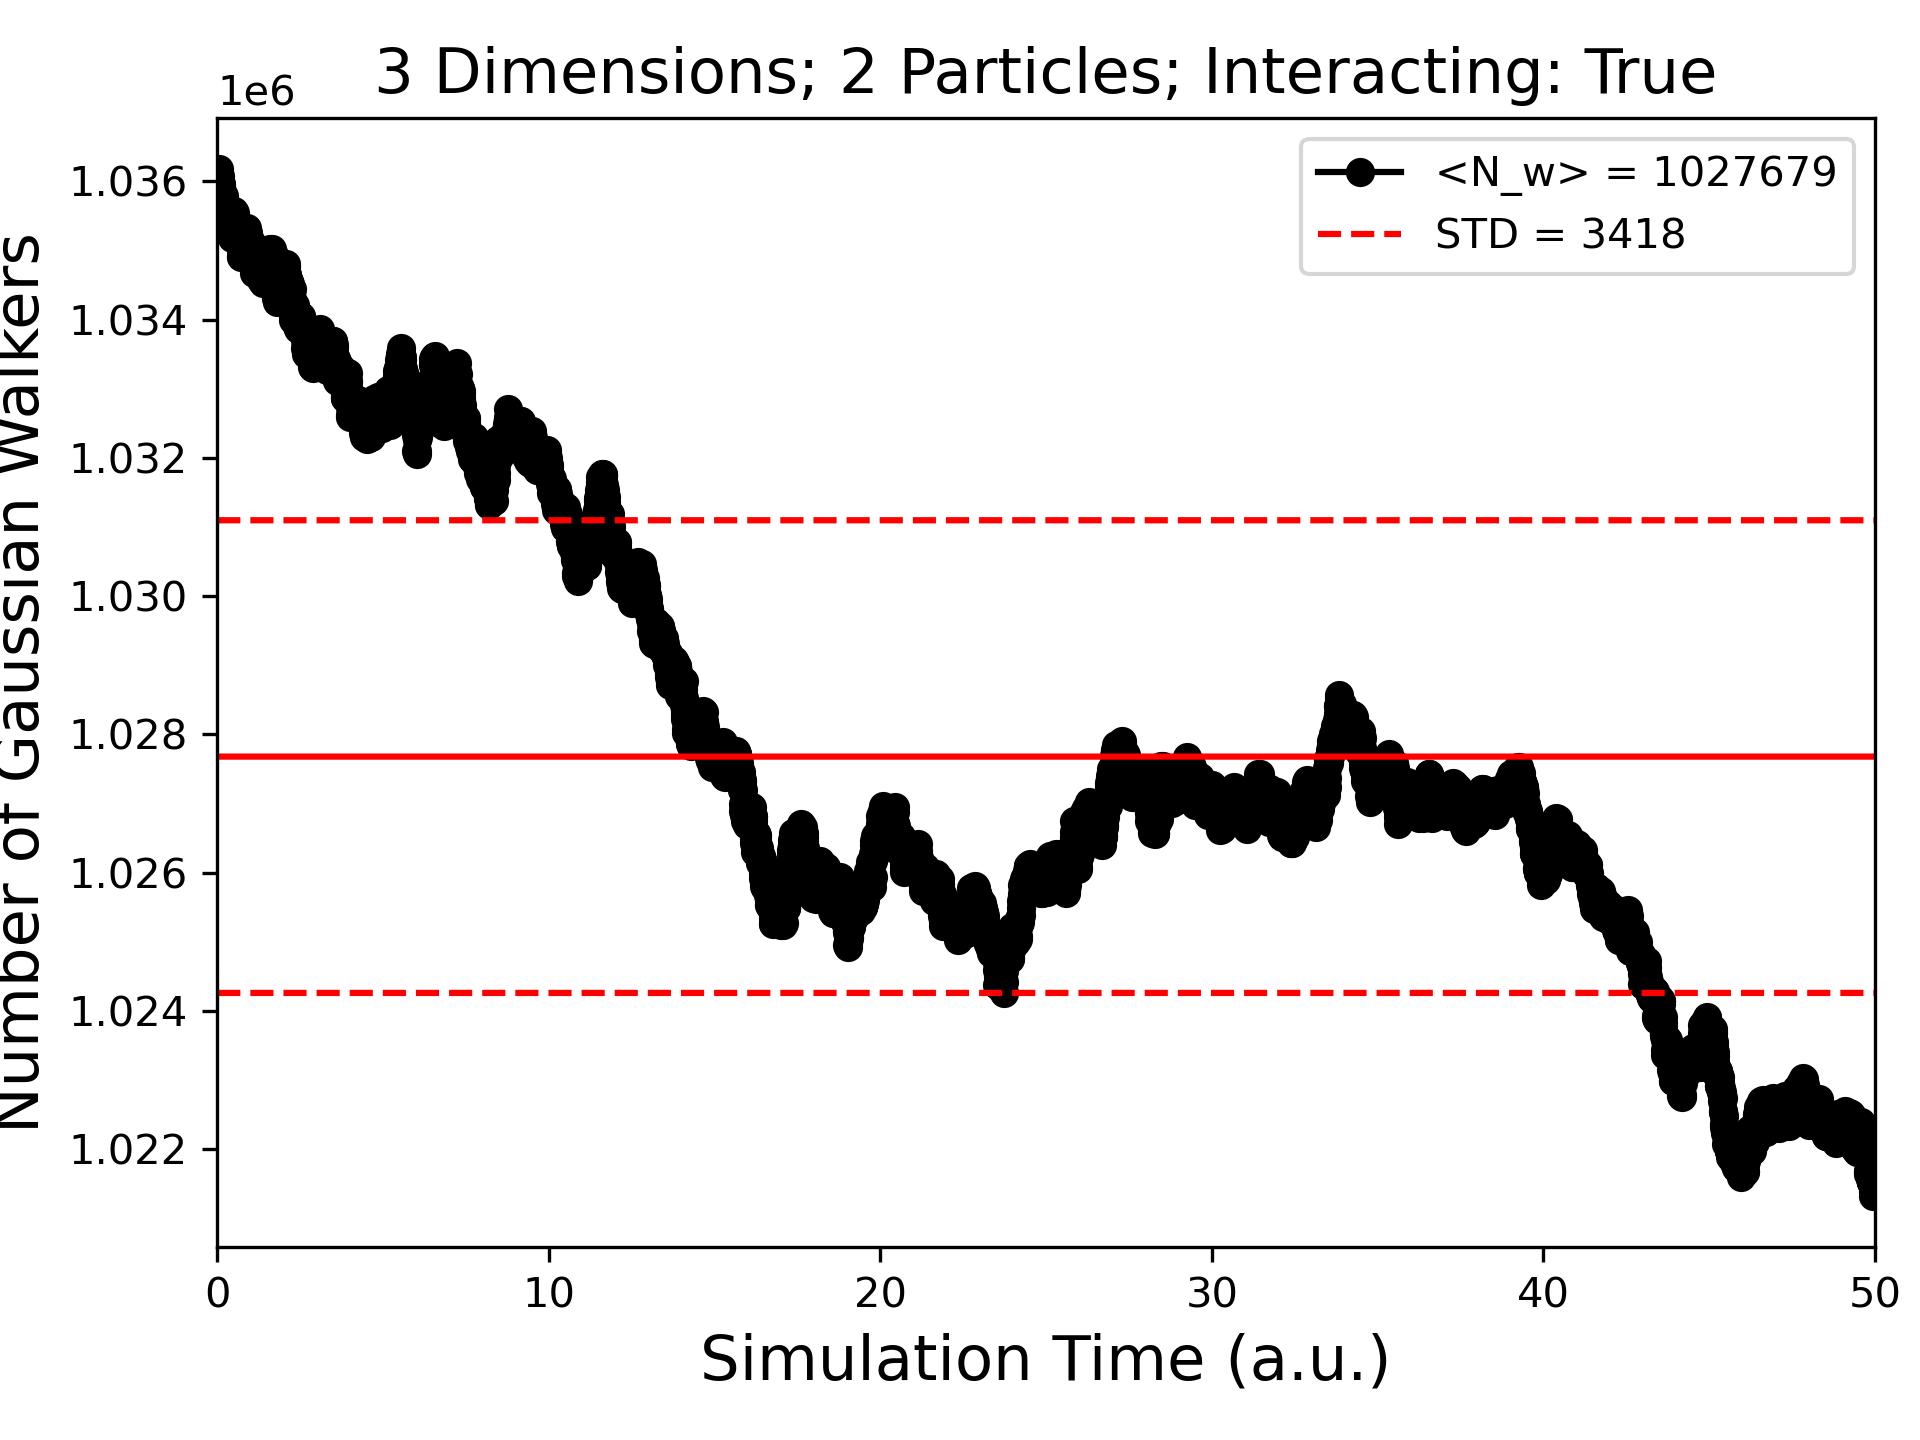 3 Dimensions; 2 Particles; Interacting: True
1e6
<N_w> = 1027679
STD = 3418
Number of Gaussian Walkers
1.036
1.034
1.032
1.030
1.028
1.026
1.024
1.022
0 10 20 30 40 50
Simulation Time (a.u.)